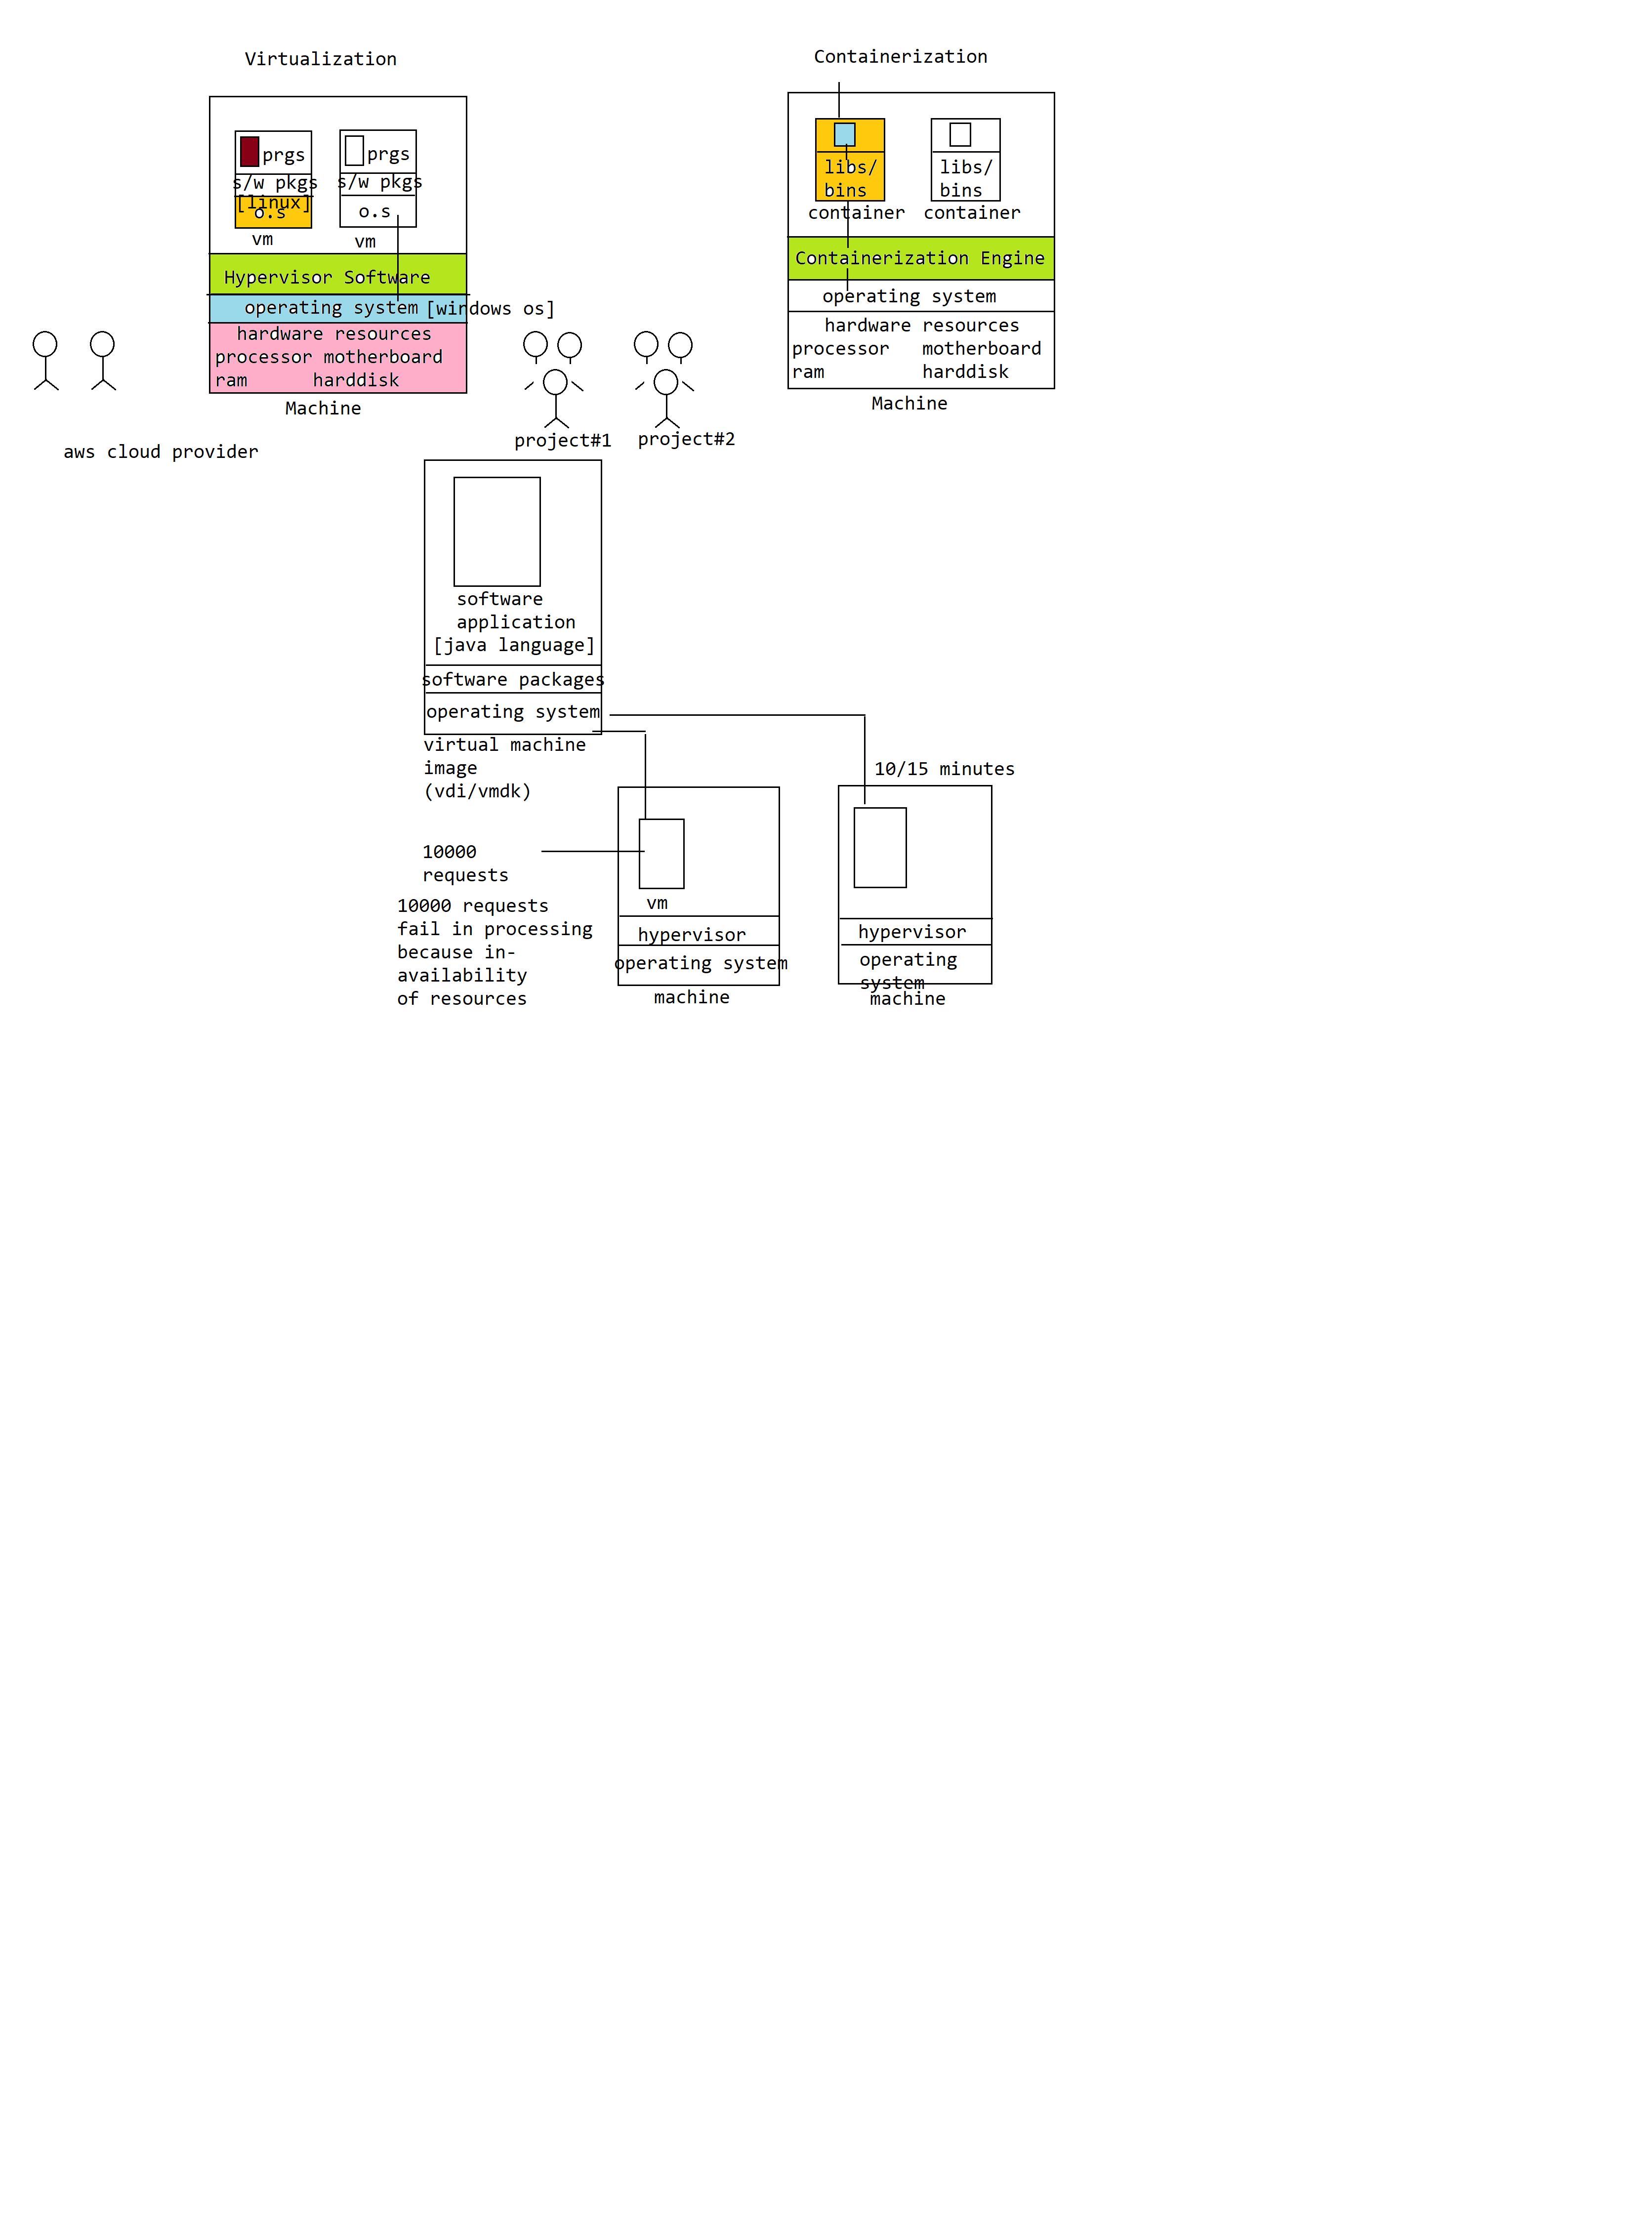 Virtualization
prgs
s/w pkgs
[linux]
o.s
vm
prgs
s/w pkgs
o.s
vm
Hypervisor Software
operating system [windows os]
hardware resources
processor motherboard
ram harddisk
Machine
Containerization
libs/
bins
container
libs/
bins
container
Containerization Engine
operating system
hardware resources
processor motherboard
ram harddisk
Machine
aws cloud provider
project#1
project#2
software
application
[java language]
software packages
operating system
virtual machine
image
(vdi/vmdk)
10000
requests
10000 requests
fail in processing
because in-
availability
of resources
vm
hypervisor
operating system
machine
10/15 minutes
hypervisor
operating
system
machine